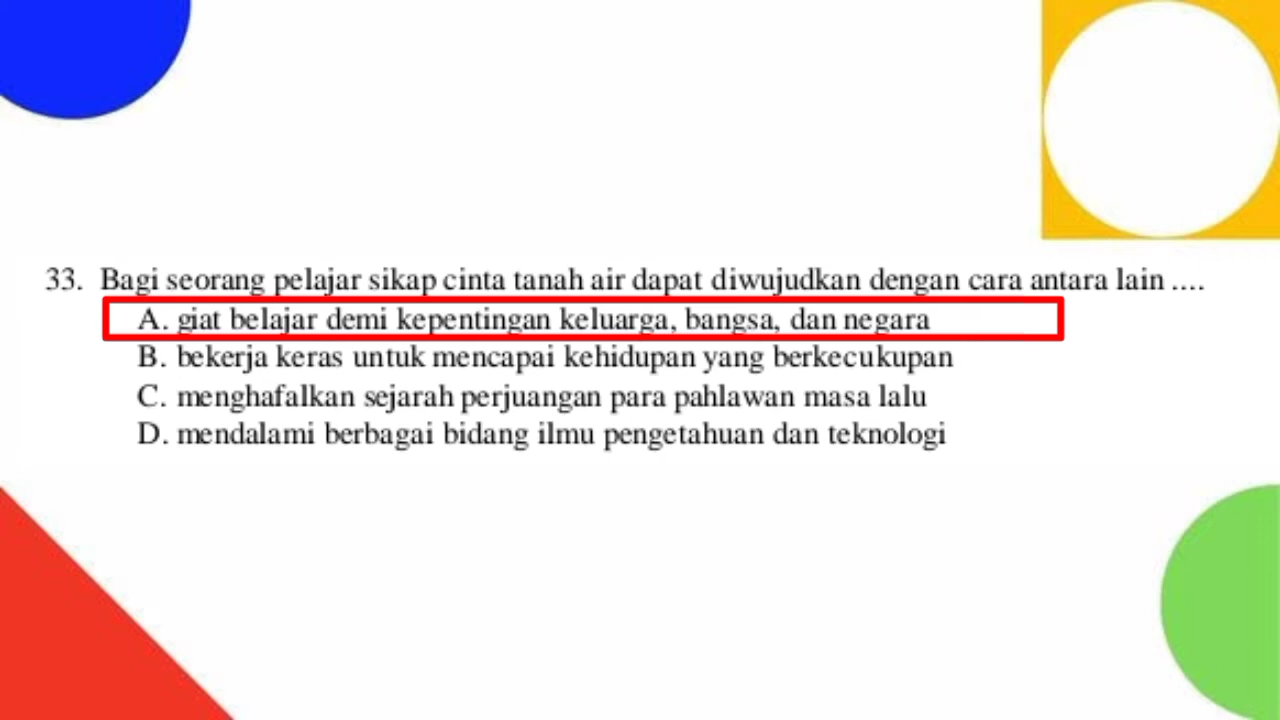 33. Bagi seorang pelajar sikap cinta tanah air dapat diwujudkan dengan cara antara lain ....
A. giat belajar demi kepentingan keluarga, bangsa, dan negara
B. bekerja keras untuk mencapai kehidupan yang berkecukupan
C. menghafalkan sejarah perjuangan para pahlawan masa lalu
D. mendalami berbagai bidang ilmu pengetahuan dan teknologi